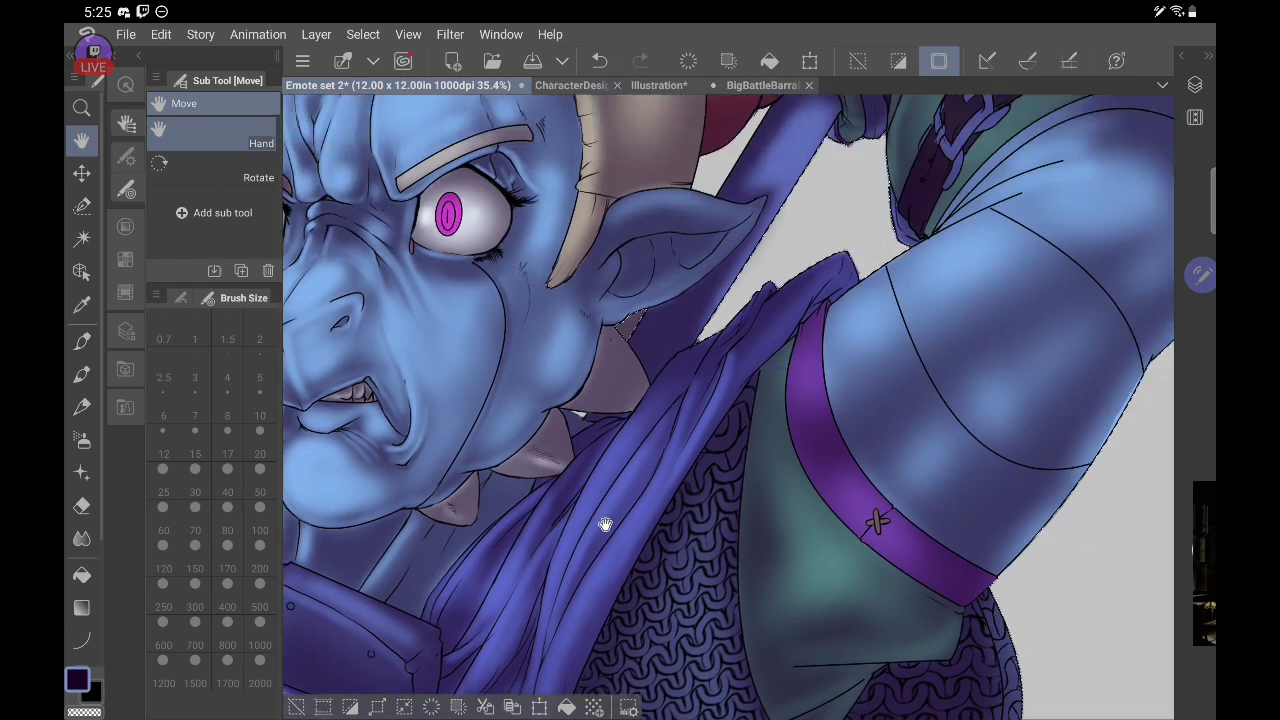 5:25
File Edit Story Animation Layer Select View Filter Window Help
LIVE
Sub Tool [Move]
Emote set 2* (12.00 x 12.00in 1000dpi 35.4%) CharacterDesig Illustration* BigBattleBarra
Move
Hand
Rotate
Add sub tool
Brush Size
0.7 1 1.5 2
2.5 3 4 5
6 7 8 10
12 15 17 20
25 30 40 50
60 70 80 100
120 150 170 200
250 300 400 500
600 700 800 1000
1200 1500 1700 2000